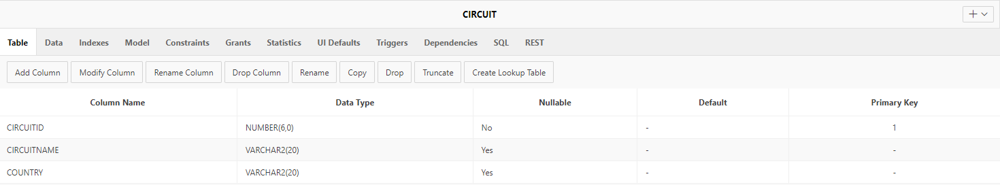 CIRCUIT
Table Data Indexes Model Constraints Grants Statistics UI Defaults Triggers Dependencies SQL REST
Add Column Modify Column Rename Column Drop Column Rename Copy Drop Truncate Create Lookup Table
Column Name Data Type Nullable Default Primary Key
CIRCUITID NUMBER(6,0) No - 1
CIRCUITNAME VARCHAR2(20) Yes - -
COUNTRY VARCHAR2(20) Yes - -